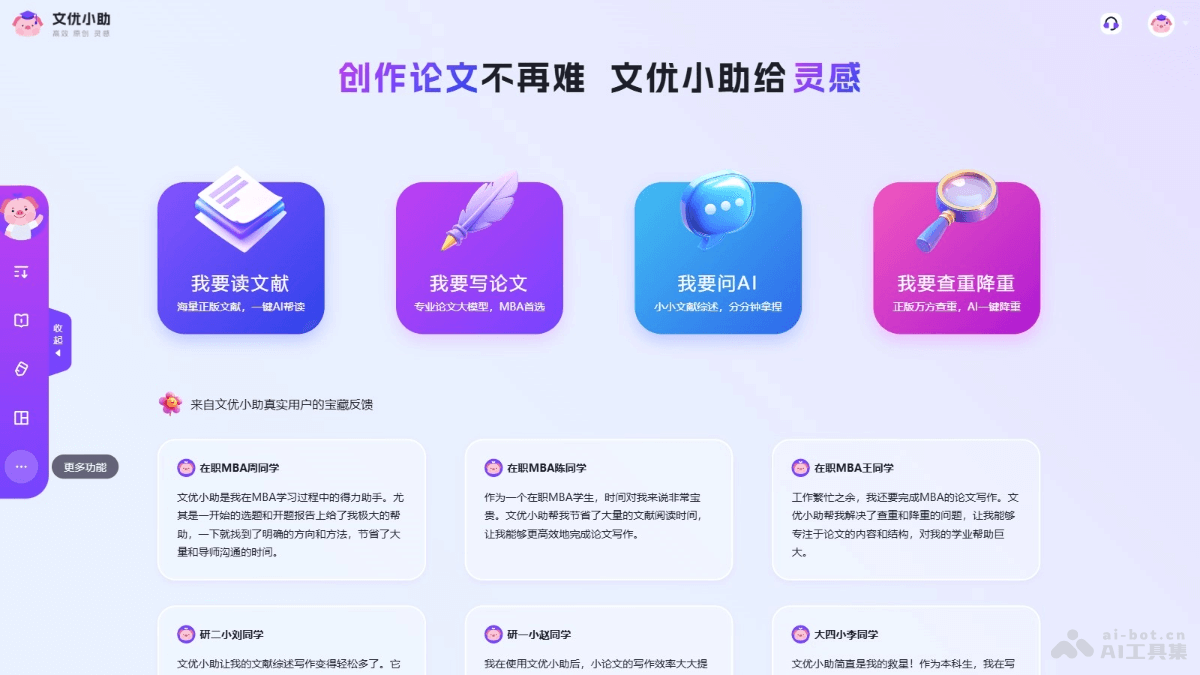 文优小助
高效 原创 灵感
创作论文不再难 文优小助给灵感
我要读文献
海量正版文献，一键AI帮读
我要写论文
专业论文大模型，MBA首选
我要问AI
小小文献综述，分分钟拿捏
我要查重降重
正版万方查重，AI一键降重
收起
更多功能
来自文优小助真实用户的宝藏反馈
在职MBA周同学
文优小助是我在MBA学习过程中的得力助手。尤
其是一开始的选题和开题报告上给了我极大的帮
助，一下就找到了明确的方向和方法，节省了大
量和导师沟通的时间。
在职MBA陈同学
作为一个在职MBA学生，时间对我来说非常宝
贵。文优小助帮我节省了大量的文献阅读时间，
让我能够更高效地完成论文写作。
在职MBA王同学
工作繁忙之余，我还要完成MBA的论文写作。文
优小助帮我解决了查重和降重的问题，让我能够
专注于论文的内容和结构，对我的学业帮助巨
大。
研二小刘同学
文优小助让我的文献综述写作变得轻松多了。它
研一小赵同学
我在使用文优小助后，小论文的写作效率大大提
大四小李同学
文优小助简直是我的救星！作为本科生，我在写
ai-bot.cn
AI工具集